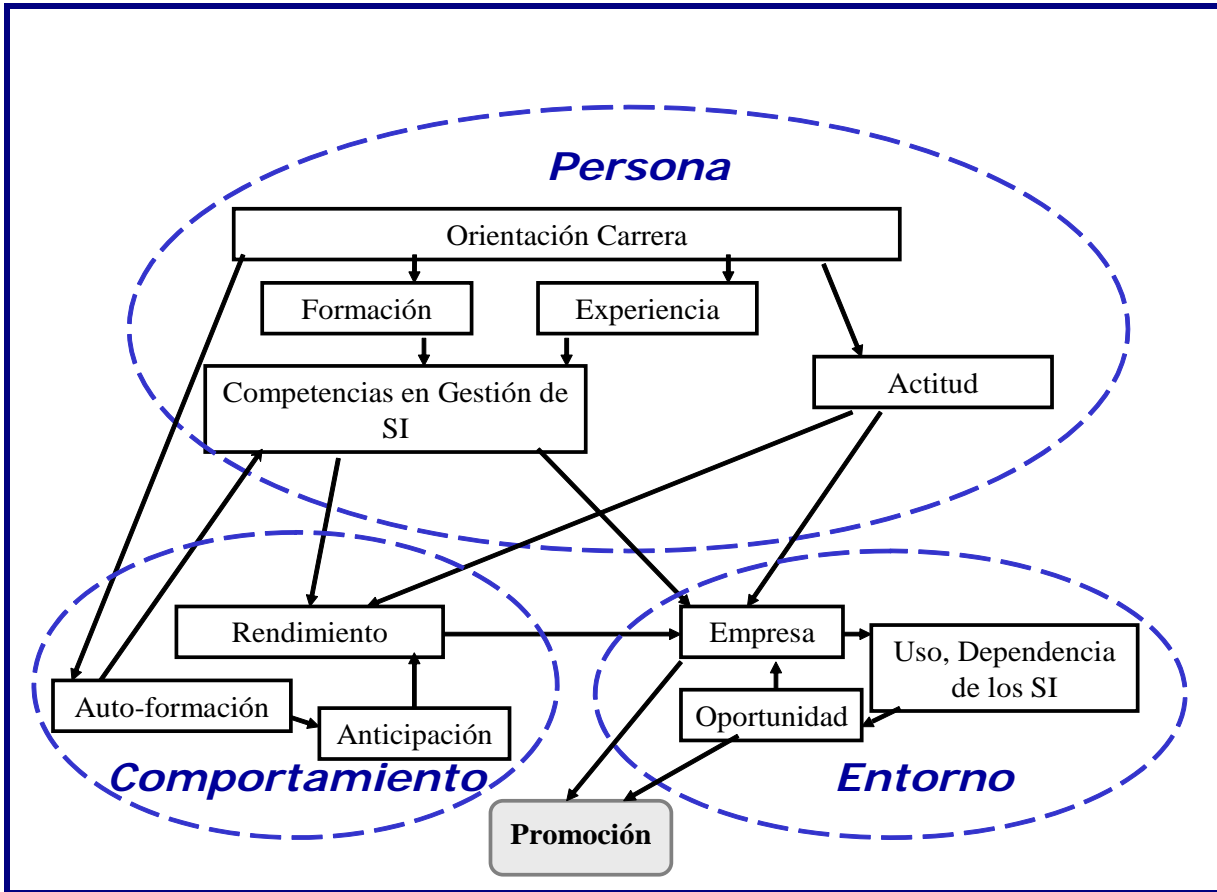 Persona
Orientación Carrera
Formación
Experiencia
Competencias en Gestión de
SI
Actitud
Rendimiento
Empresa
Uso, Dependencia
de los SI
Auto-formación
Anticipación
Oportunidad
Comportamiento
Entorno
Promoción